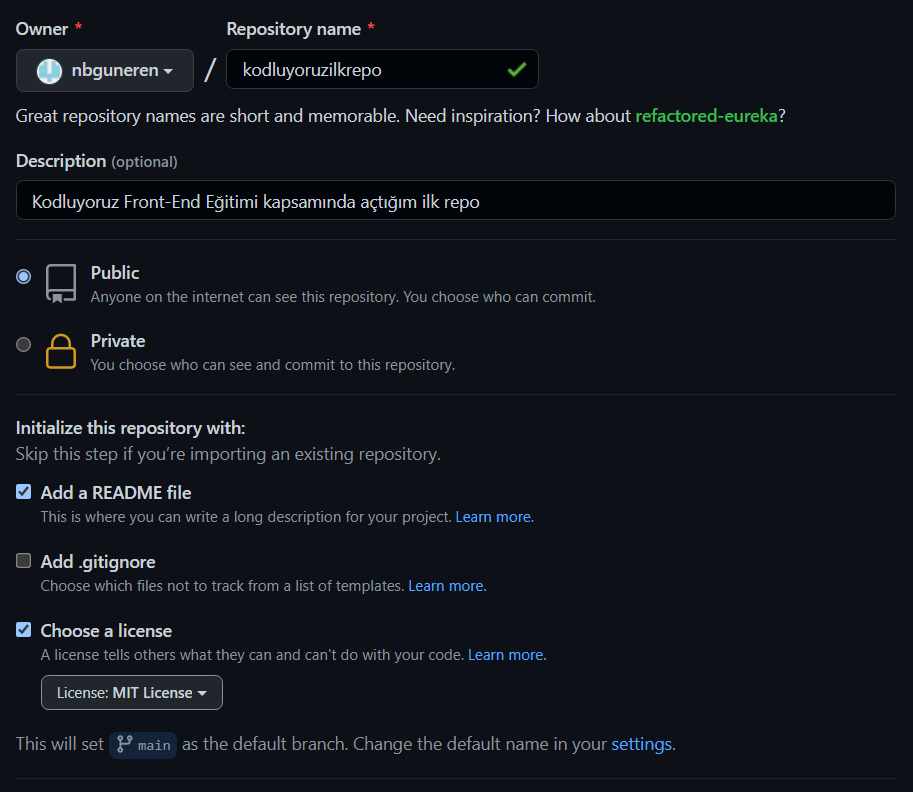 Owner * Repository name *
nbguneren / kodluyoruzilkrepo
Great repository names are short and memorable. Need inspiration? How about refactored-eureka?
Description (optional)
Kodluyoruz Front-End Eğitimi kapsamında açtığım ilk repo
Public
Anyone on the internet can see this repository. You choose who can commit.
Private
You choose who can see and commit to this repository.
Initialize this repository with:
Skip this step if you’re importing an existing repository.
Add a README file
This is where you can write a long description for your project. Learn more.
Add .gitignore
Choose which files not to track from a list of templates. Learn more.
Choose a license
A license tells others what they can and can't do with your code. Learn more.
License: MIT License
This will set main as the default branch. Change the default name in your settings.